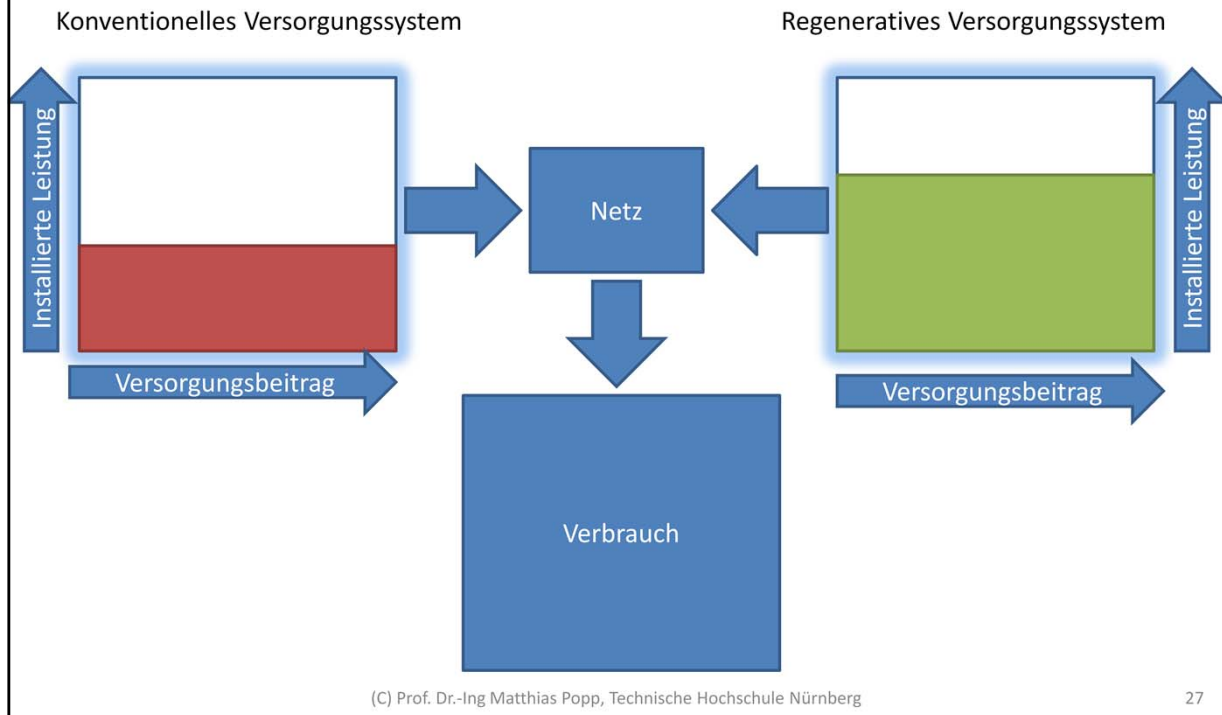 Konventionelles Versorgungssystem
Regeneratives Versorgungssystem
Installierte Leistung
Versorgungsbeitrag
Netz
Installierte Leistung
Versorgungsbeitrag
Verbrauch
(C) Prof. Dr.-Ing Matthias Popp, Technische Hochschule Nürnberg
27